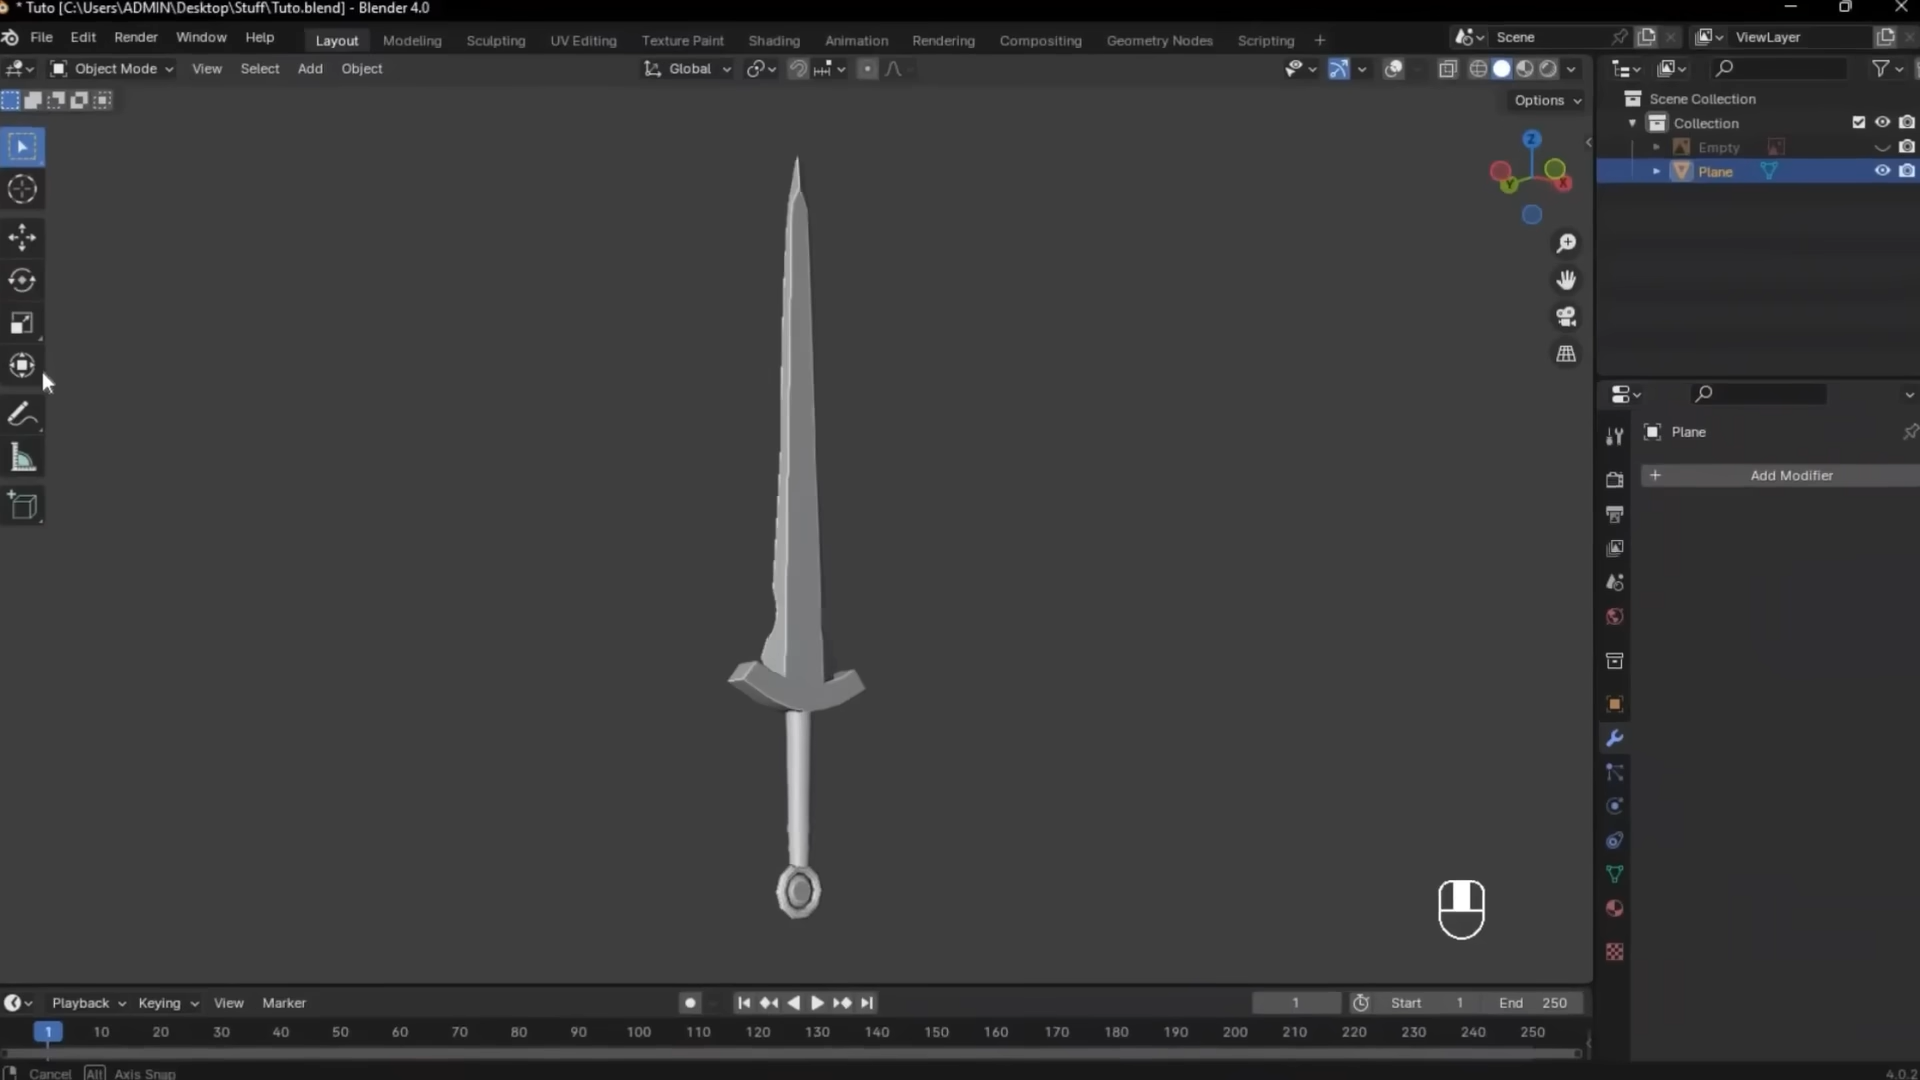 * Tuto [C:\Users\ADMIN\Desktop\Stuff\Tuto.blend] - Blender 4.0
File Edit Render Window Help Layout Modeling Sculpting UV Editing Texture Paint Shading Animation Rendering Compositing Geometry Nodes Scripting + Scene ViewLayer
Object Mode View Select Add Object Global
Options
Scene Collection
Collection
Empty
Plane
Z
Y X
Plane
+ Add Modifier
Playback Keying View Marker 1 Start 1 End 250
1 10 20 30 40 50 60 70 80 90 100 110 120 130 140 150 160 170 180 190 200 210 220 230 240 250
Cancel Alt Axis Snap 4.0.2